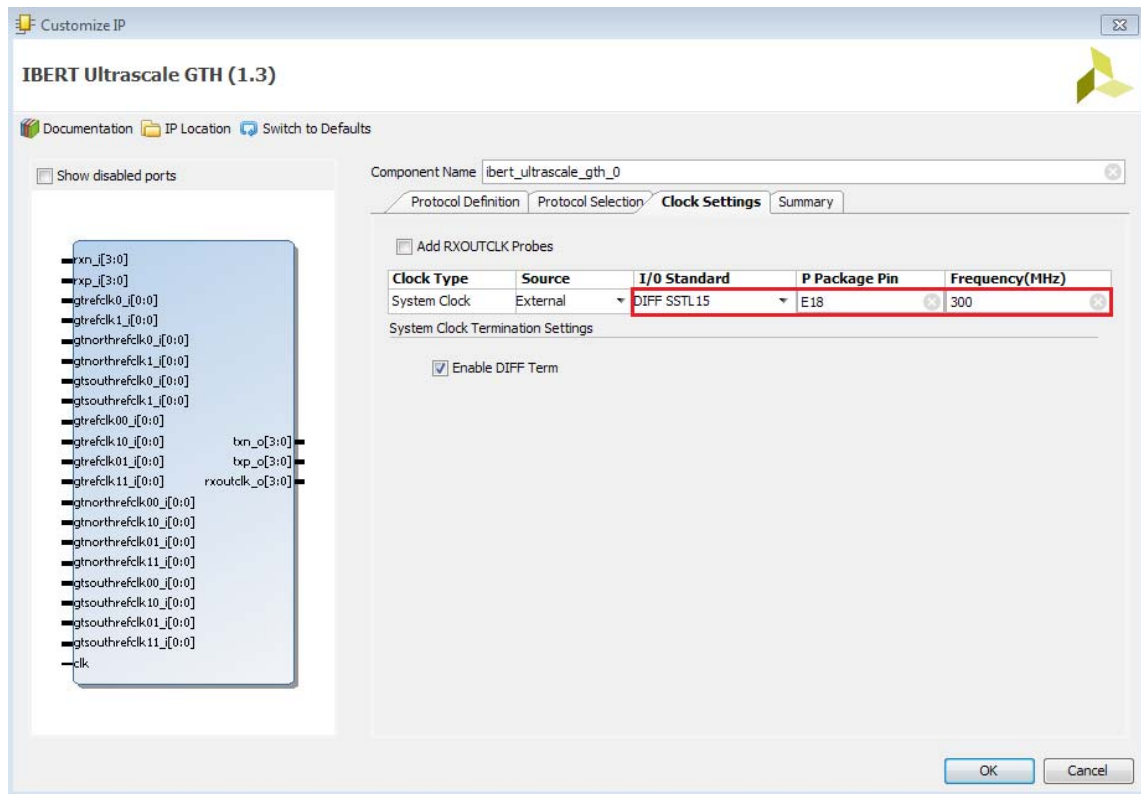 Customize IP
IBERT Ultrascale GTH (1.3)
Documentation IP Location Switch to Defaults
Show disabled ports
rxn_i[3:0]
rxp_i[3:0]
gtrefclk0_i[0:0]
gtrefclk1_i[0:0]
gtnorthrefclk0_i[0:0]
gtnorthrefclk1_i[0:0]
gtsouthrefclk0_i[0:0]
gtsouthrefclk1_i[0:0]
gtrefclk00_i[0:0]
gtrefclk10_i[0:0] txn_o[3:0]
gtrefclk01_i[0:0] txp_o[3:0]
gtrefclk11_i[0:0] rxoutclk_o[3:0]
gtnorthrefclk00_i[0:0]
gtnorthrefclk10_i[0:0]
gtnorthrefclk01_i[0:0]
gtnorthrefclk11_i[0:0]
gtsouthrefclk00_i[0:0]
gtsouthrefclk10_i[0:0]
gtsouthrefclk01_i[0:0]
gtsouthrefclk11_i[0:0]
clk
Component Name ibert_ultrascale_gth_0
Protocol Definition Protocol Selection Clock Settings Summary
Add RXOUTCLK Probes
Clock Type Source I/O Standard P Package Pin Frequency(MHz)
System Clock External DIFF SSTL15 E18 300
System Clock Termination Settings
Enable DIFF Term
OK Cancel